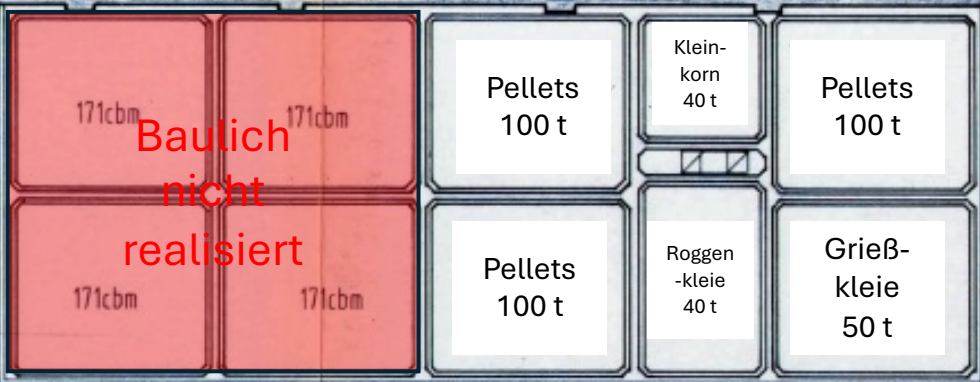 171cbm
171cbm
Baulich
nicht
realisiert
171cbm
171cbm
Pellets
100 t
Klein-
korn
40 t
Pellets
100 t
Pellets
100 t
Roggen
-kleie
40 t
Grieß-
kleie
50 t